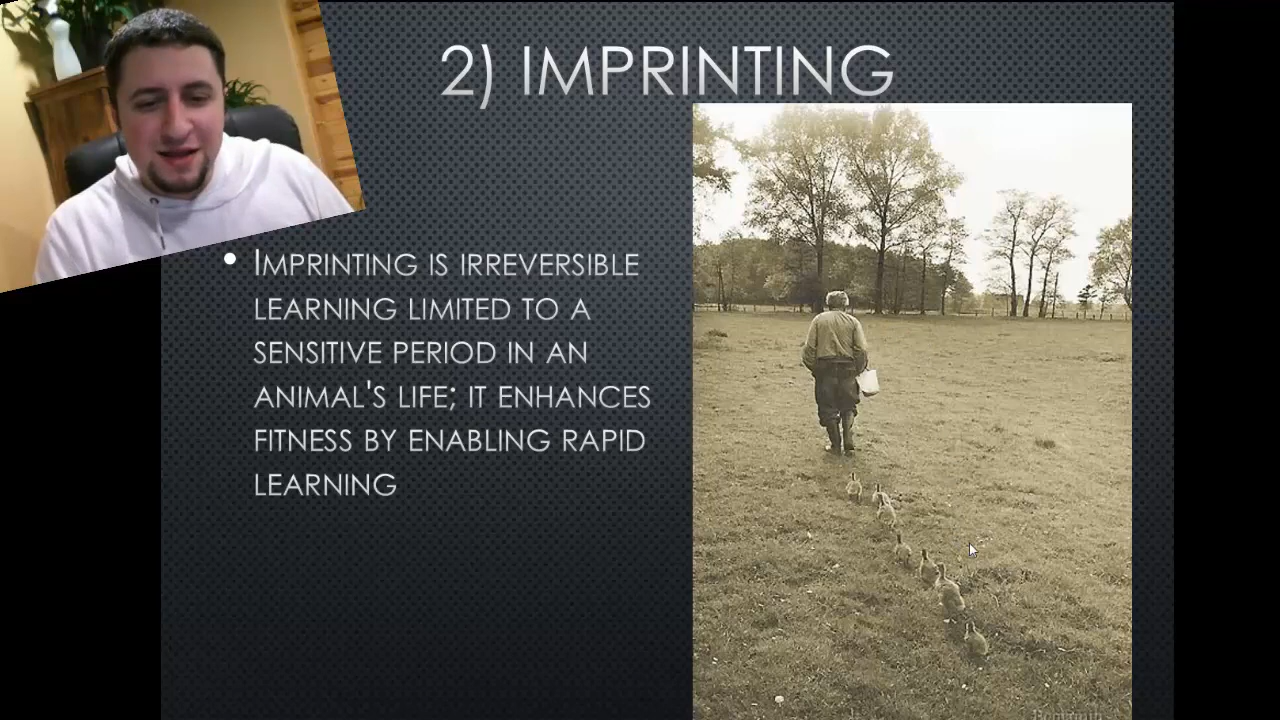 2) IMPRINTING
• IMPRINTING IS IRREVERSIBLE
LEARNING LIMITED TO A
SENSITIVE PERIOD IN AN
ANIMAL'S LIFE; IT ENHANCES
FITNESS BY ENABLING RAPID
LEARNING